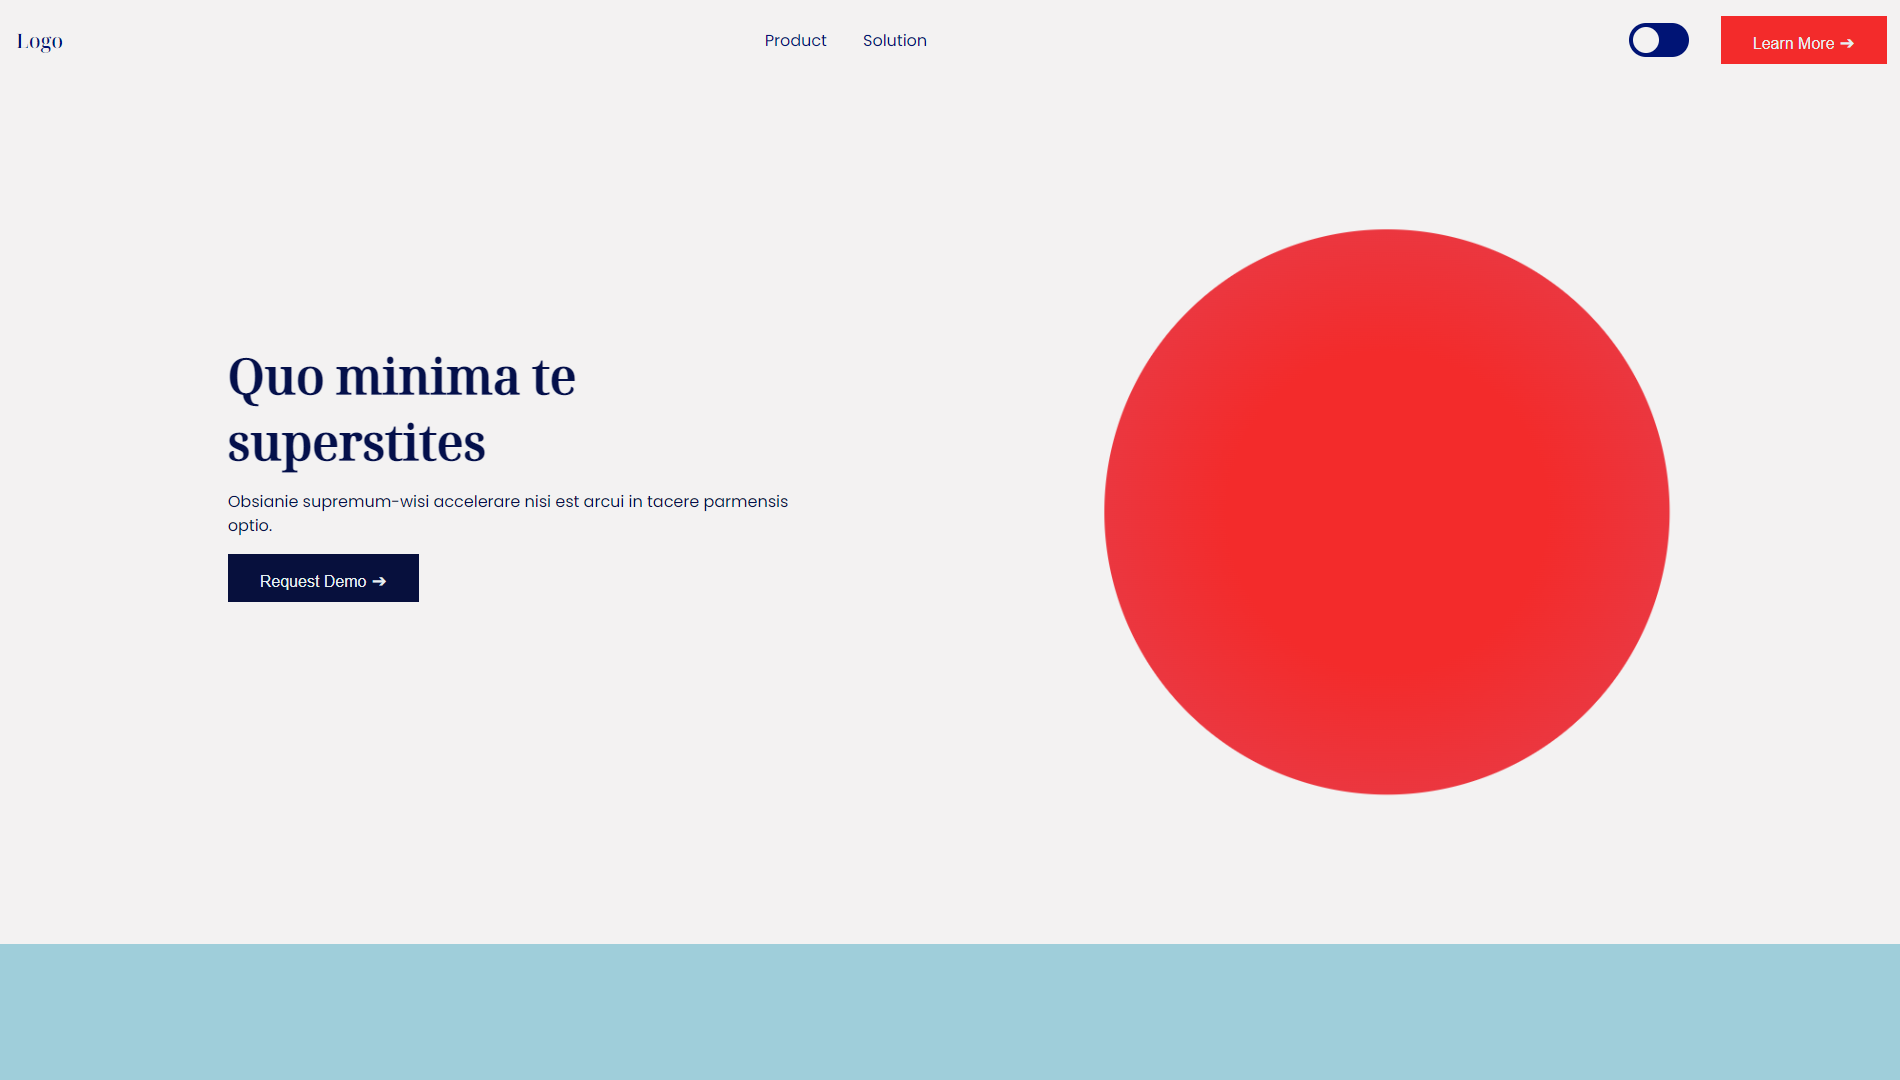 Logo
Product
Solution
Learn More ➔
Quo minima te
superstites
Obsianie supremum-wisi accelerare nisi est arcui in tacere parmensis
optio.
Request Demo ➔